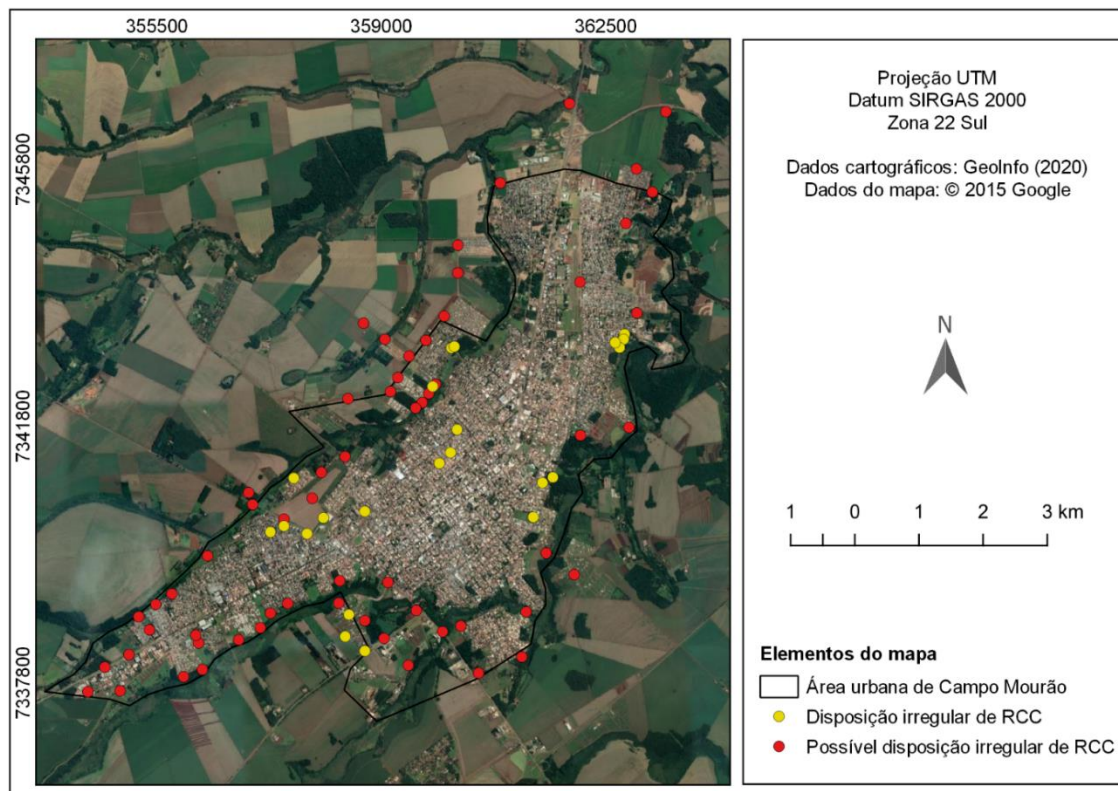 355500 359000 362500
7345800
7341800
7337800
Projeção UTM
Datum SIRGAS 2000
Zona 22 Sul
Dados cartográficos: GeoInfo (2020)
Dados do mapa: © 2015 Google
N
1 0 1 2 3 km
Elementos do mapa
Área urbana de Campo Mourão
Disposição irregular de RCC
Possível disposição irregular de RCC